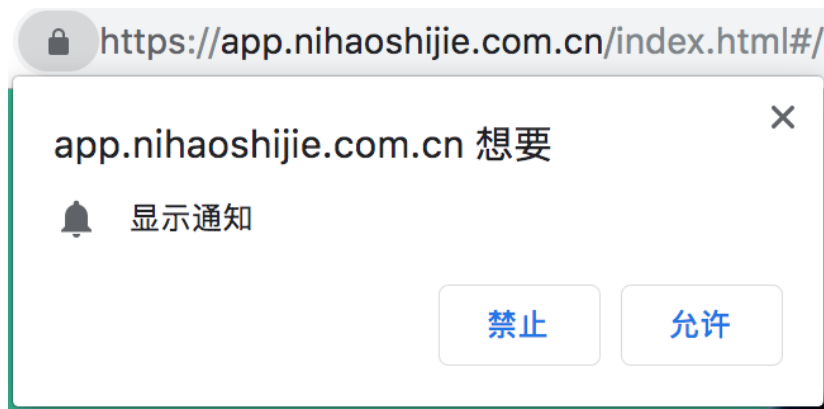 https://app.nihaoshijie.com.cn/index.html#/
app.nihaoshijie.com.cn 想要
显示通知
禁止 允许